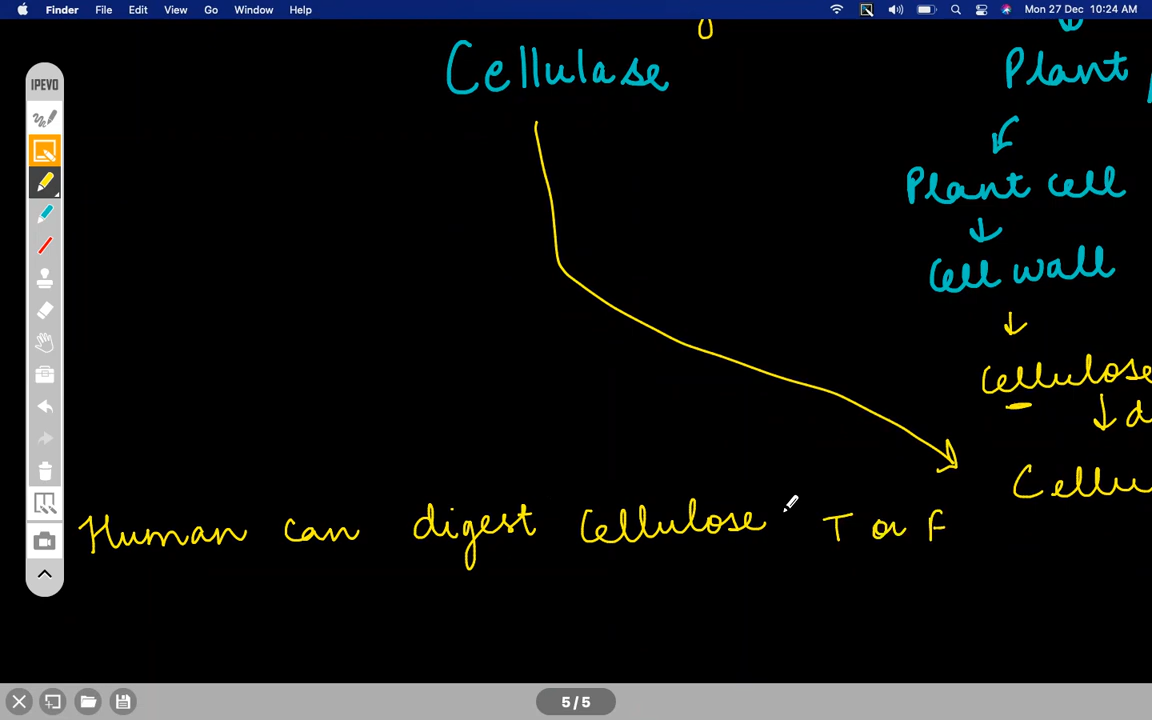 Finder File Edit View Go Window Help Mon 27 Dec 10:24 AM
IPEVO
Cellulase
Plant
Plant cell
Cell wall
Cellulose
Human can digest Cellulose T or F
5/5